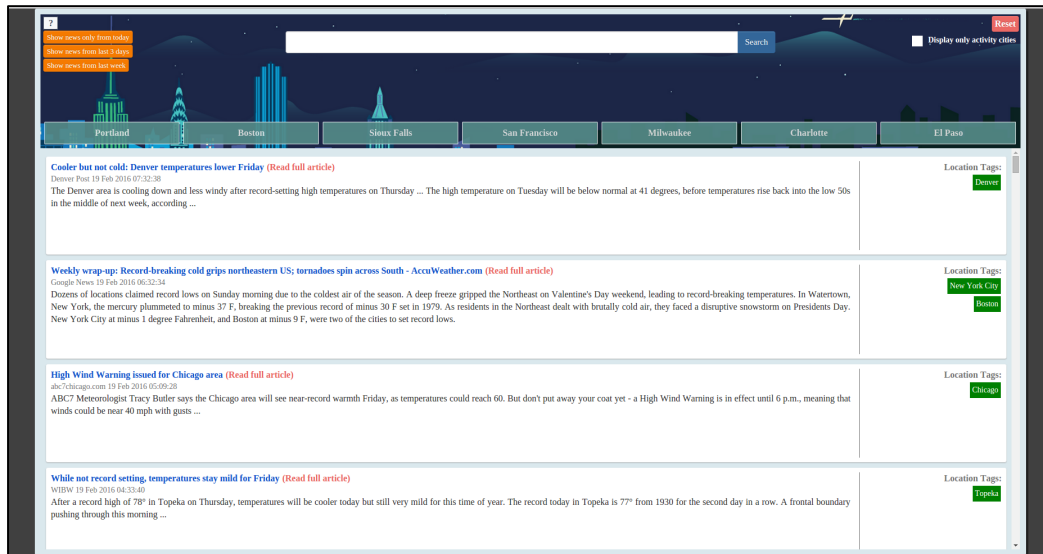 ?
Reset
Show news only from today
Show news from last 3 days
Show news from last week
Search
Display only activity cities
Portland
Boston
Sioux Falls
San Francisco
Milwaukee
Charlotte
El Paso
Cooler but not cold: Denver temperatures lower Friday (Read full article)
Denver Post 19 Feb 2016 07:32:38
The Denver area is cooling down and less windy after record-setting high temperatures on Thursday ... The high temperature on Tuesday will be below normal at 41 degrees, before temperatures rise back into the low 50s
in the middle of next week, according ...
Location Tags:
Denver
Weekly wrap-up: Record-breaking cold grips northeastern US; tornadoes spin across South - AccuWeather.com (Read full article)
Google News 19 Feb 2016 06:32:34
Dozens of locations claimed record lows on Sunday morning due to the coldest air of the season. A deep freeze gripped the Northeast on Valentine's Day weekend, leading to record-breaking temperatures. In Watertown,
New York, the mercury plummeted to minus 37 F, breaking the previous record of minus 30 F set in 1979. As residents in the Northeast dealt with brutally cold air, they faced a disruptive snowstorm on Presidents Day.
New York City at minus 1 degree Fahrenheit, and Boston at minus 9 F, were two of the cities to set record lows.
Location Tags:
New York City
Boston
High Wind Warning issued for Chicago area (Read full article)
abc7chicago.com 19 Feb 2016 05:09:28
ABC7 Meteorologist Tracy Butler says the Chicago area will see near-record warmth Friday, as temperatures could reach 60. But don't put away your coat yet - a High Wind Warning is in effect until 6 p.m., meaning that
winds could be near 40 mph with gusts ...
Location Tags:
Chicago
While not record setting, temperatures stay mild for Friday (Read full article)
WIBW 19 Feb 2016 04:33:40
After a record high of 78° in Topeka on Thursday, temperatures will be cooler today but still very mild for this time of year. The record today in Topeka is 77° from 1930 for the second day in a row. A frontal boundary
pushing through this morning ...
Location Tags:
Topeka